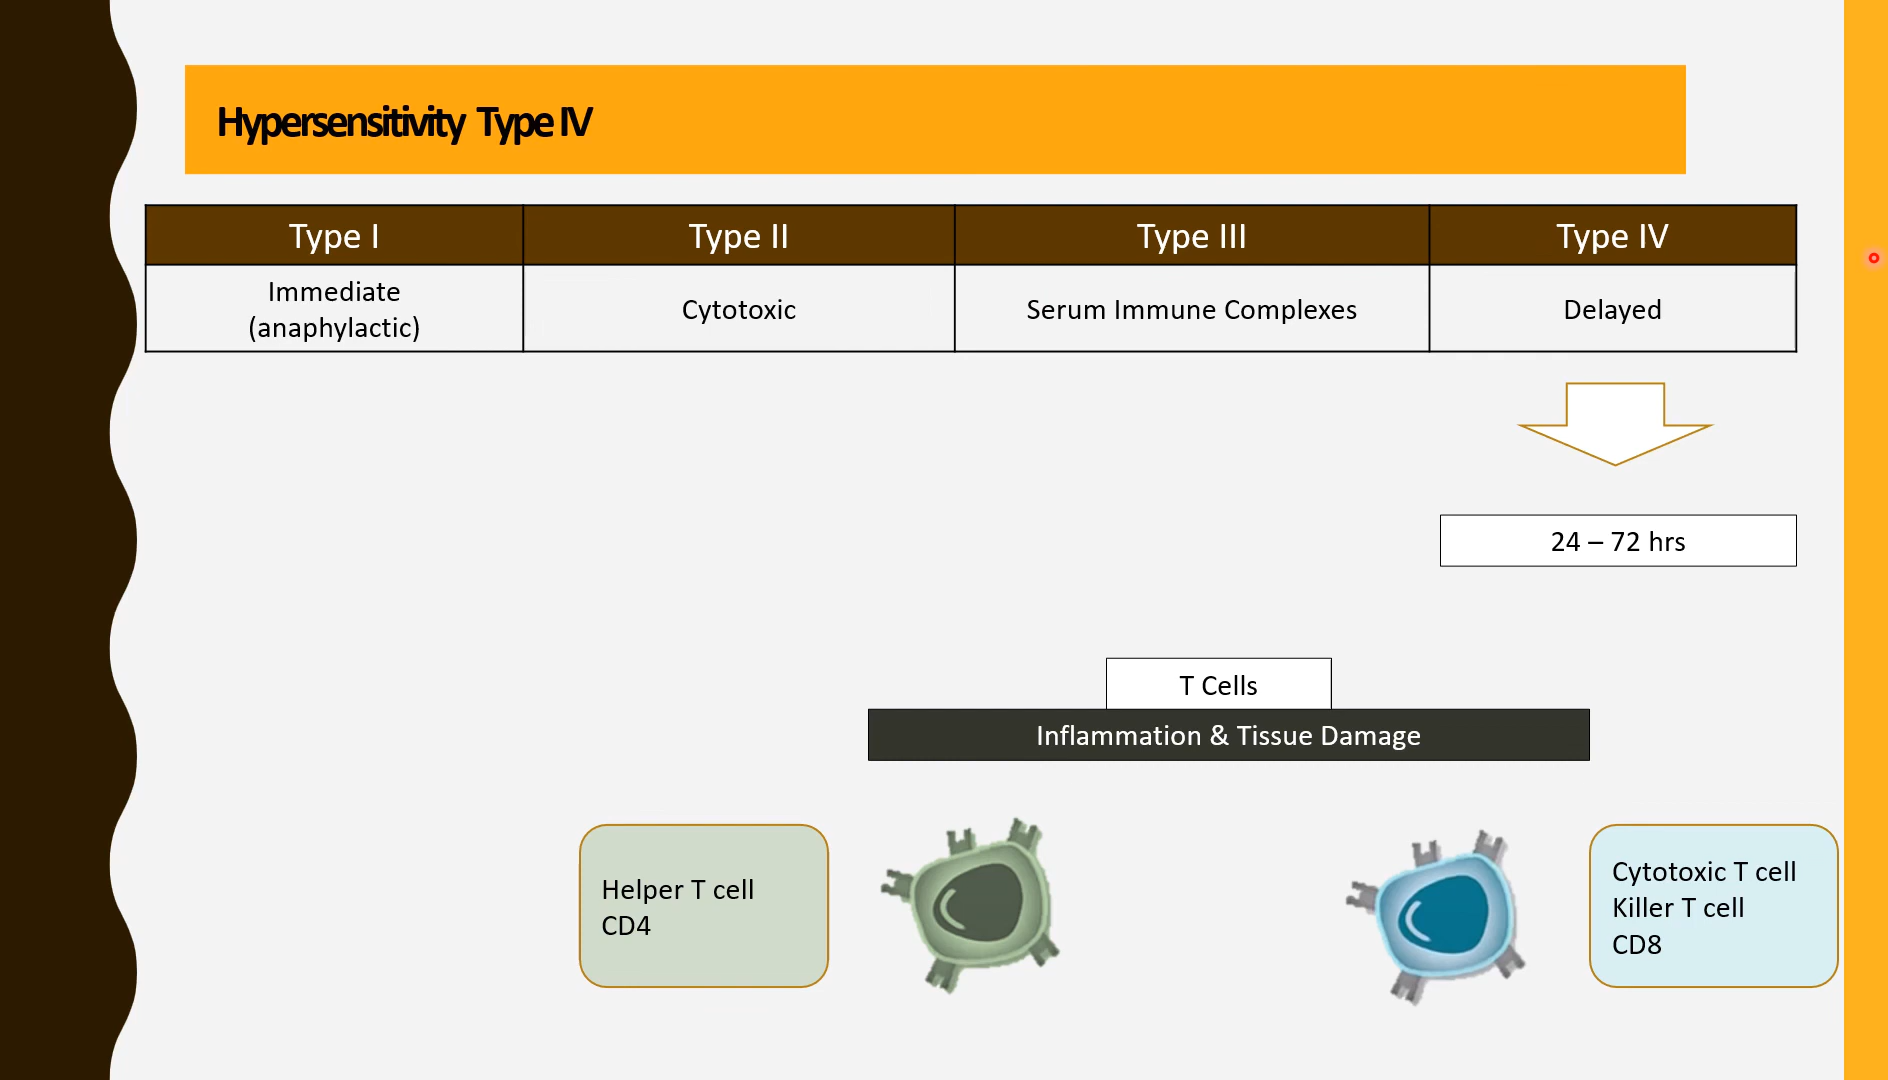 Hypersensitivity Type IV
Type I
Type II
Type III
Type IV
Immediate
(anaphylactic)
Cytotoxic
Serum Immune Complexes
Delayed
24 – 72 hrs
T Cells
Inflammation & Tissue Damage
Helper T cell
CD4
Cytotoxic T cell
Killer T cell
CD8